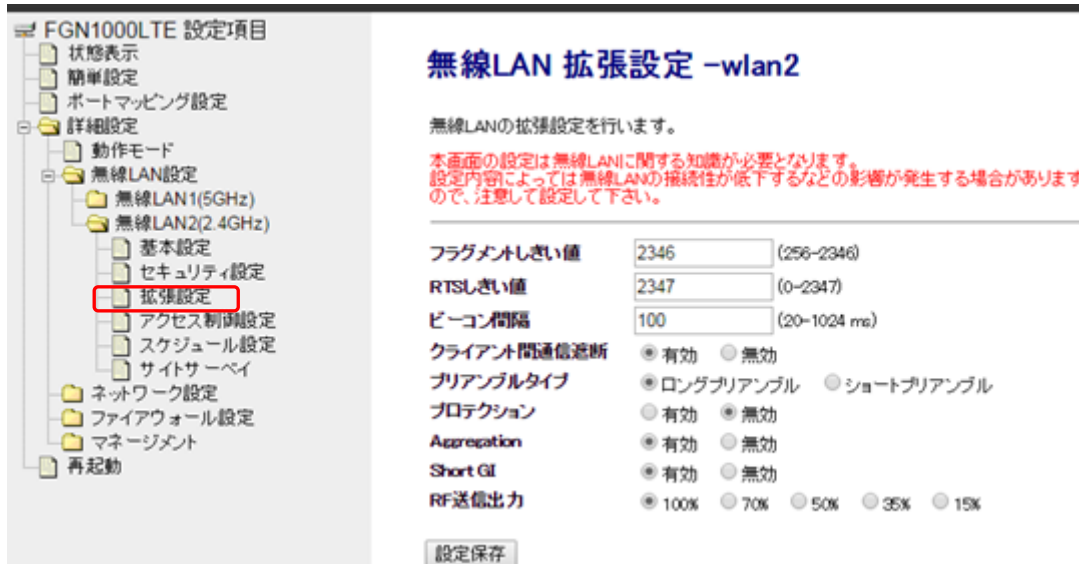 FGN1000LTE 設定項目
状態表示
簡単設定
ポートマッピング設定
詳細設定
動作モード
無線LAN設定
無線LAN1(5GHz)
無線LAN2(2.4GHz)
基本設定
セキュリティ設定
拡張設定
アクセス制御設定
スケジュール設定
サイトサーベイ
ネットワーク設定
ファイアウォール設定
マネージメント
再起動
無線LAN 拡張設定 -wlan2
無線LANの拡張設定を行います。
本画面の設定は無線LANに関する知識が必要となります。
設定内容によっては無線LANの接続性が低下するなどの影響が発生する場合があります
ので、注意して設定して下さい。
フラグメントしきい値 2346 (256-2346)
RTSしきい値 2347 (0-2347)
ビーコン間隔 100 (20-1024 ms)
クライアント間通信遮断 有効 無効
プリアンブルタイプ ロングプリアンブル ショートプリアンブル
プロテクション 有効 無効
Aggregation 有効 無効
Short GI 有効 無効
RF送信出力 100% 70% 50% 35% 15%
設定保存